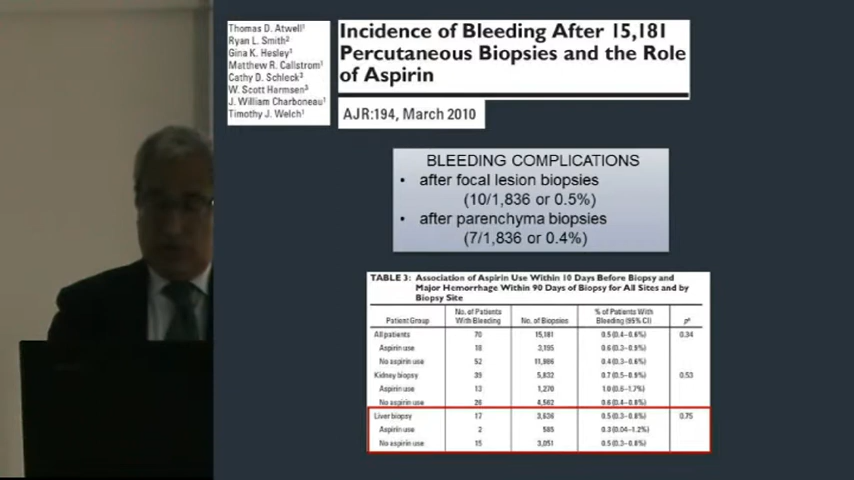 Thomas D. Atwell¹
Ryan L. Smith²
Gina K. Hesley¹
Matthew R. Callstrom¹
Cathy D. Schleck³
W. Scott Harmsen³
J. William Charboneau¹
Timothy J. Welch¹
Incidence of Bleeding After 15,181
Percutaneous Biopsies and the Role
of Aspirin
AJR:194, March 2010
BLEEDING COMPLICATIONS
• after focal lesion biopsies
(10/1,836 or 0.5%)
• after parenchyma biopsies
(7/1,836 or 0.4%)
TABLE 3: Association of Aspirin Use Within 10 Days Before Biopsy and
Major Hemorrhage Within 90 Days of Biopsy for All Sites and by
Biopsy Site
Patient Group No. of Patients With Bleeding No. of Biopsies % of Patients With Bleeding (95% CI) pª
All patients 70 15,181 0.5 (0.4–0.6%) 0.34
Aspirin use 18 3,195 0.6 (0.3–0.9%)
No aspirin use 52 11,986 0.4 (0.3–0.6%)
Kidney biopsy 39 5,832 0.7 (0.5–0.9%) 0.53
Aspirin use 13 1,270 1.0 (0.6–1.7%)
No aspirin use 26 4,562 0.6 (0.4–0.8%)
Liver biopsy 17 3,636 0.5 (0.3–0.8%) 0.75
Aspirin use 2 585 0.3 (0.04–1.2%)
No aspirin use 15 3,051 0.5 (0.3–0.8%)